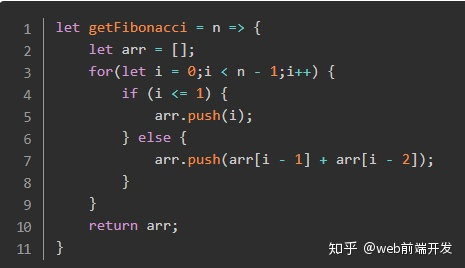 1 let getFibonacci = n => {
2     let arr = [];
3     for(let i = 0;i < n - 1;i++) {
4         if (i <= 1) {
5             arr.push(i);
6         } else {
7             arr.push(arr[i - 1] + arr[i - 2]);
8         }
9     }
10     return arr;
11 }
知乎 @web前端开发